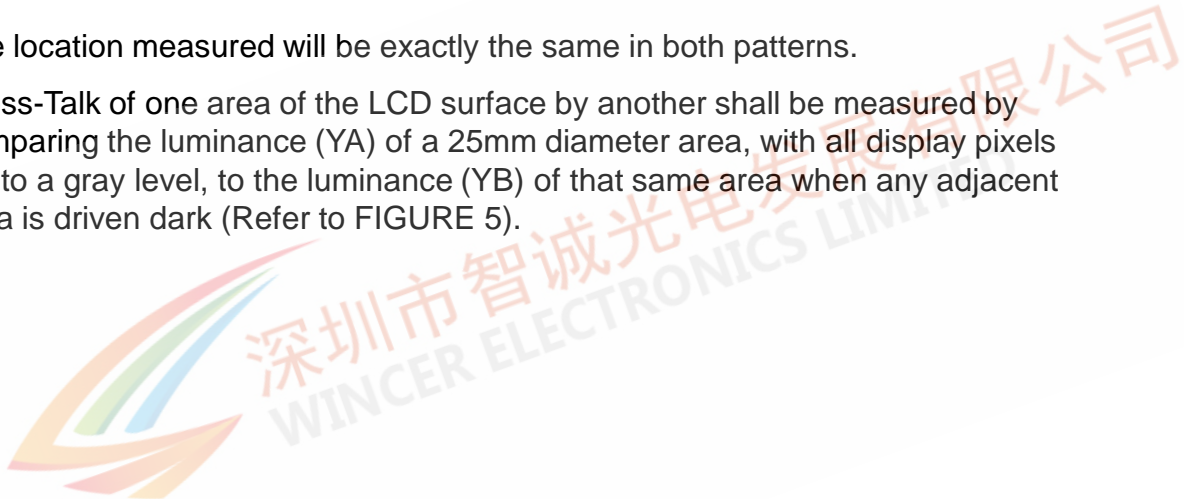 e location measured will be exactly the same in both patterns.
ss-Talk of one area of the LCD surface by another shall be measured by
mparing the luminance (YA) of a 25mm diameter area, with all display pixels
to a gray level, to the luminance (YB) of that same area when any adjacent
a is driven dark (Refer to FIGURE 5).
深圳市智诚光电发展有限公司
WINCER ELECTRONICS LIMITED